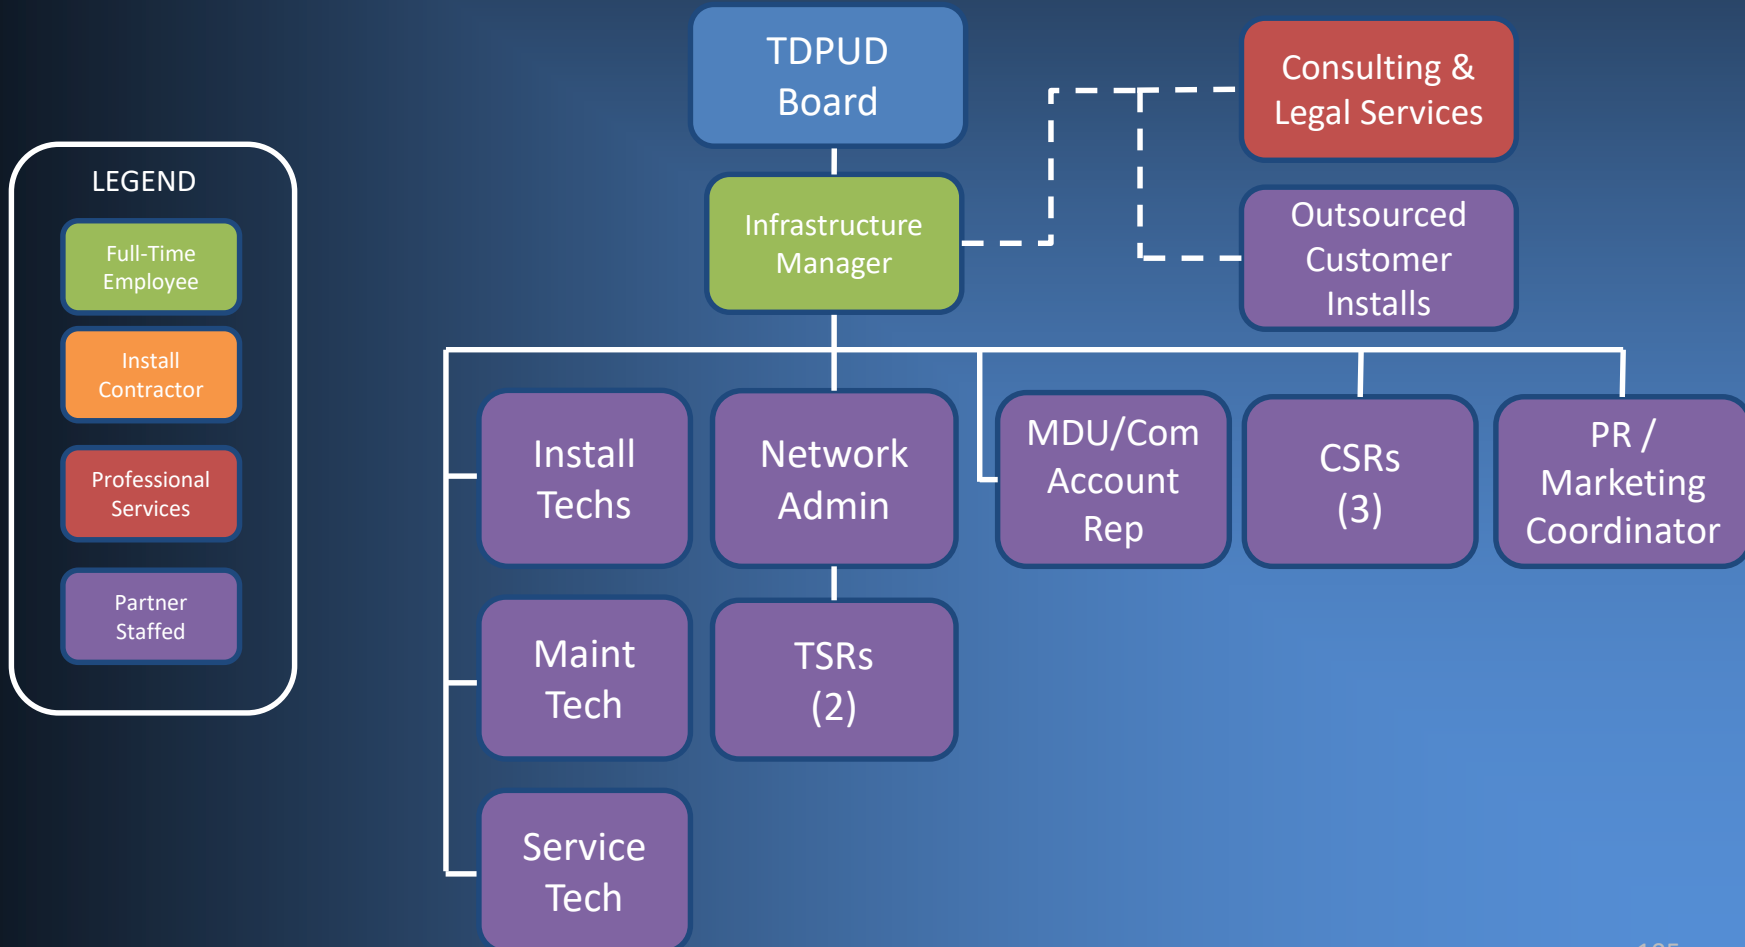 TDPUD
Board
Consulting &
Legal Services
LEGEND
Full-Time
Employee
Install
Contractor
Professional
Services
Partner
Staffed
Infrastructure
Manager
Outsourced
Customer
Installs
Install
Techs
Network
Admin
MDU/Com
Account
Rep
CSRs
(3)
PR /
Marketing
Coordinator
Maint
Tech
TSRs
(2)
Service
Tech